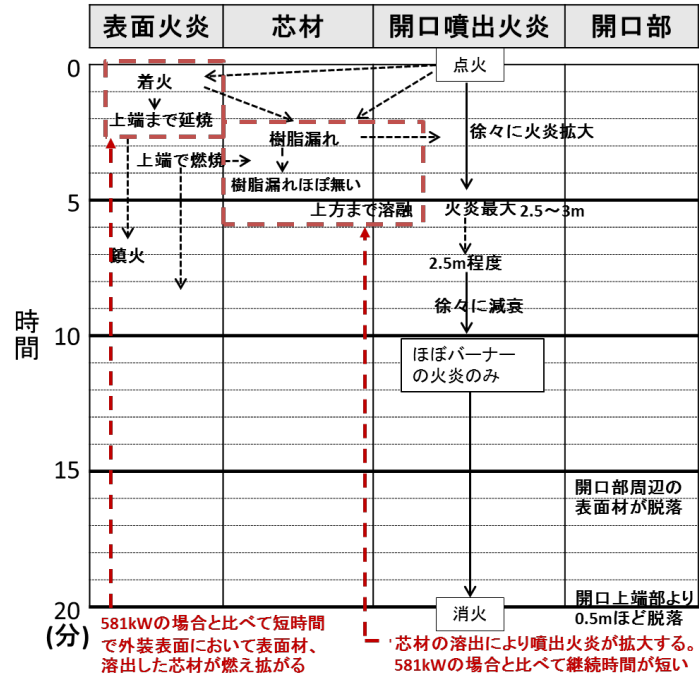 表面火炎 芯材 開口噴出火炎 開口部
0
点火
着火
上端まで延焼
樹脂漏れ
徐々に火炎拡大
上端で燃焼
樹脂漏れほぼ無い
5
上方まで溶融
火炎最大 2.5～3m
鎮火
2.5m程度
徐々に減衰
時間
10
ほぼバーナー
の火炎のみ
15
開口部周辺の
表面材が脱落
開口上端部より
0.5mほど脱落
20
(分)
消火
581kWの場合と比べて短時間
で外装表面において表面材、
溶出した芯材が燃え拡がる
芯材の溶出により噴出火炎が拡大する。
581kWの場合と比べて継続時間が短い